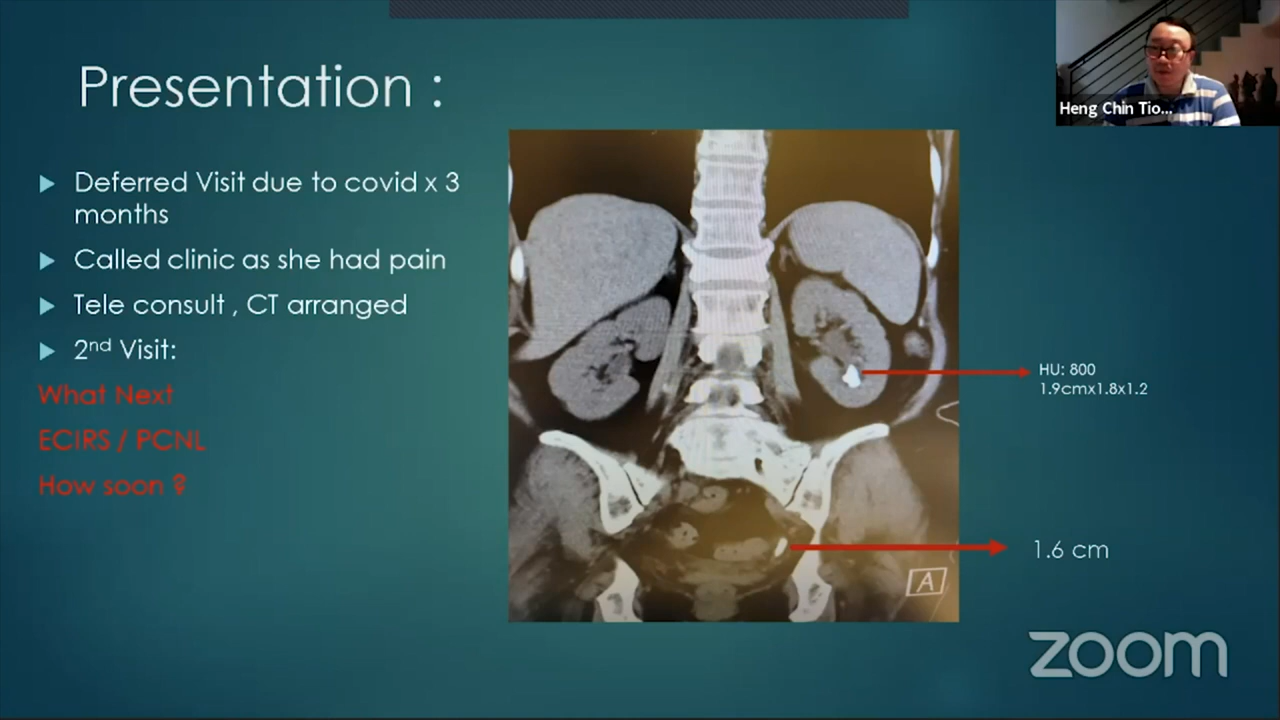 Presentation :
Deferred Visit due to covid x 3
months
Called clinic as she had pain
Tele consult , CT arranged
2nd Visit:
What Next
ECIRS / PCNL
How soon ?
Heng Chin Tio...
HU: 800
1.9cmx1.8x1.2
1.6 cm
A
zoom